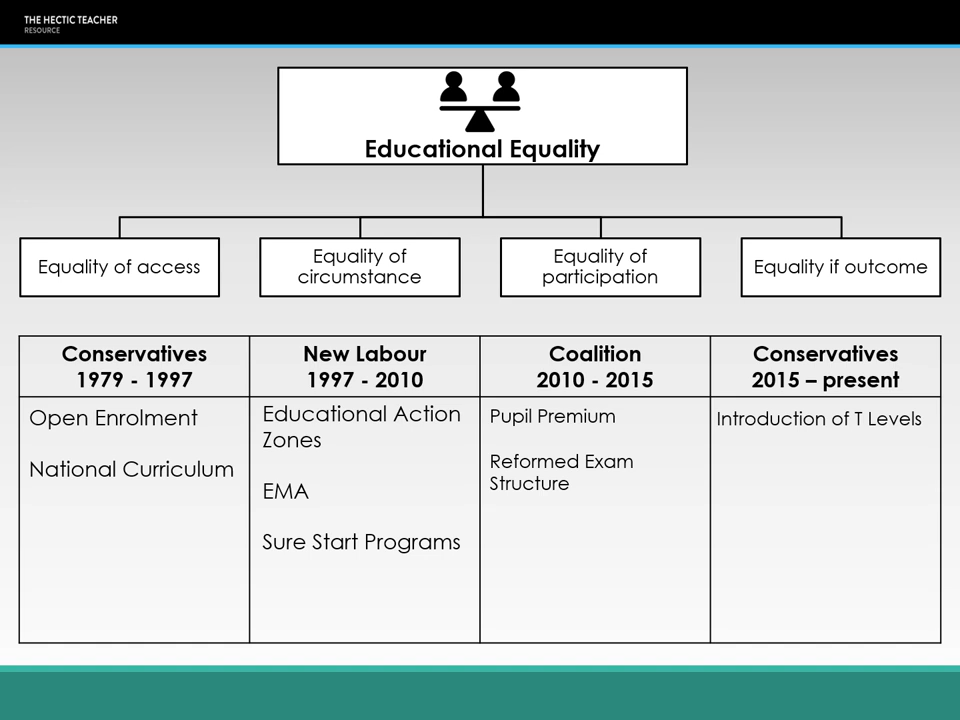 THE HECTIC TEACHER
RESOURCE
Educational Equality
Equality of access
Equality of
circumstance
Equality of
participation
Equality if outcome
Conservatives
1979 - 1997
New Labour
1997 - 2010
Coalition
2010 - 2015
Conservatives
2015 – present
Open Enrolment
National Curriculum
Educational Action
Zones
EMA
Sure Start Programs
Pupil Premium
Reformed Exam
Structure
Introduction of T Levels